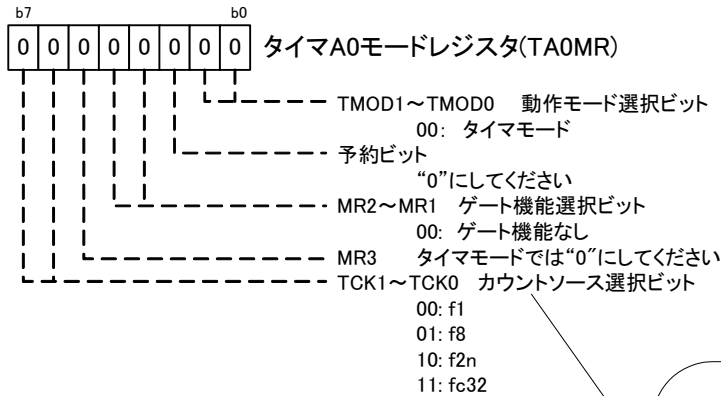 b7 b0
0 0 0 0 0 0 0 0 タイマA0モードレジスタ(TA0MR)
TMOD1～TMOD0 動作モード選択ビット
00: タイマモード
予約ビット
“0”にしてください
MR2～MR1 ゲート機能選択ビット
00: ゲート機能なし
MR3 タイマモードでは“0”にしてください
TCK1～TCK0 カウントソース選択ビット
00: f1
01: f8
10: f2n
11: fc32